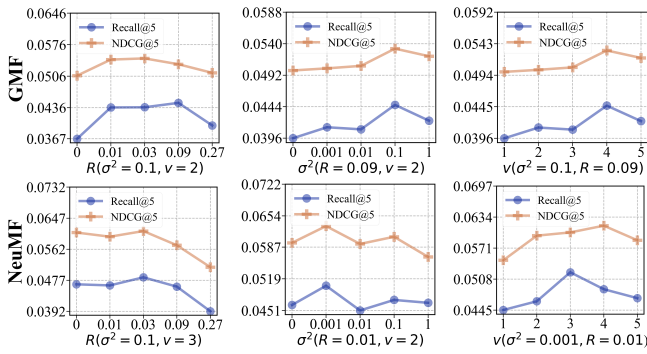 GMF
0.0646
0.0576
0.0506
0.0436
0.0367
Recall@5
NDCG@5
0 0.01 0.03 0.09 0.27
R(σ² = 0.1, v = 2)
0.0588
0.0540
0.0492
0.0444
0.0396
Recall@5
NDCG@5
0 0.001 0.01 0.1 1
σ²(R = 0.09, v = 2)
0.0592
0.0543
0.0494
0.0445
0.0396
Recall@5
NDCG@5
1 2 3 4 5
v(σ² = 0.1, R = 0.09)
NeuMF
0.0732
0.0647
0.0562
0.0477
0.0392
Recall@5
NDCG@5
0 0.01 0.03 0.09 0.27
R(σ² = 0.1, v = 3)
0.0722
0.0654
0.0587
0.0519
0.0451
Recall@5
NDCG@5
0 0.001 0.01 0.1 1
σ²(R = 0.01, v = 2)
0.0697
0.0634
0.0571
0.0508
0.0445
Recall@5
NDCG@5
1 2 3 4 5
v(σ² = 0.001, R = 0.01)